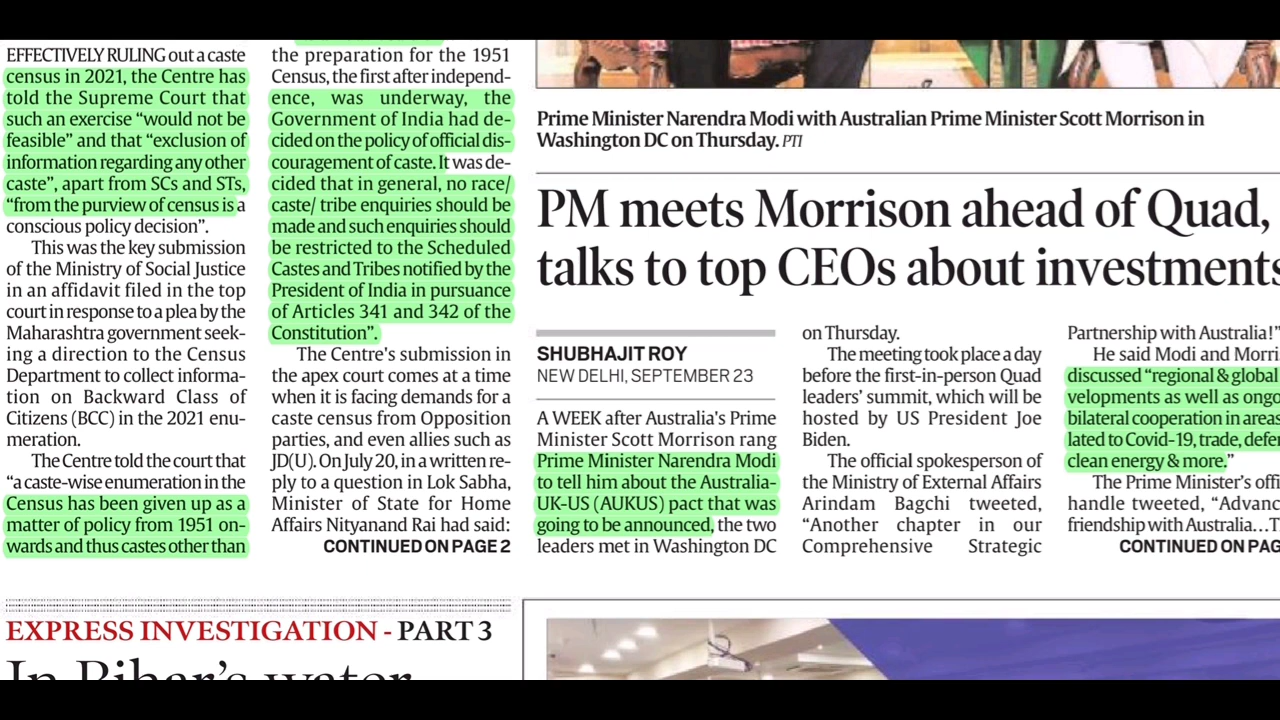 EFFECTIVELY RULING out a caste
census in 2021, the Centre has
told the Supreme Court that
such an exercise “would not be
feasible” and that “exclusion of
information regarding any other
caste”, apart from SCs and STs,
“from the purview of census is a
conscious policy decision”.
This was the key submission
of the Ministry of Social Justice
in an affidavit filed in the top
court in response to a plea by the
Maharashtra government seek-
ing a direction to the Census
Department to collect informa-
tion on Backward Class of
Citizens (BCC) in the 2021 enu-
meration.
The Centre told the court that
“a caste-wise enumeration in the
Census has been given up as a
matter of policy from 1951 on-
wards and thus castes other than
the preparation for the 1951
Census, the first after independ-
ence, was underway, the
Government of India had de-
cided on the policy of official dis-
couragement of caste. It was de-
cided that in general, no race/
caste/ tribe enquiries should be
made and such enquiries should
be restricted to the Scheduled
Castes and Tribes notified by the
President of India in pursuance
of Articles 341 and 342 of the
Constitution”.
The Centre's submission in
the apex court comes at a time
when it is facing demands for a
caste census from Opposition
parties, and even allies such as
JD(U). On July 20, in a written re-
ply to a question in Lok Sabha,
Minister of State for Home
Affairs Nityanand Rai had said:
CONTINUED ON PAGE 2
Prime Minister Narendra Modi with Australian Prime Minister Scott Morrison in
Washington DC on Thursday. PTI
PM meets Morrison ahead of Quad,
talks to top CEOs about investments
SHUBHAJIT ROY
NEW DELHI, SEPTEMBER 23
A WEEK after Australia's Prime
Minister Scott Morrison rang
Prime Minister Narendra Modi
to tell him about the Australia-
UK-US (AUKUS) pact that was
going to be announced, the two
leaders met in Washington DC
on Thursday.
The meeting took place a day
before the first-in-person Quad
leaders’ summit, which will be
hosted by US President Joe
Biden.
The official spokesperson of
the Ministry of External Affairs
Arindam Bagchi tweeted,
“Another chapter in our
Comprehensive Strategic
Partnership with Australia!”
He said Modi and Morri
discussed “regional & global
velopments as well as ongo
bilateral cooperation in areas
lated to Covid-19, trade, defen
clean energy & more.”
The Prime Minister’s offi
handle tweeted, “Advanc
friendship with Australia...T
CONTINUED ON PAG
EXPRESS INVESTIGATION - PART 3
In Bihar’s water